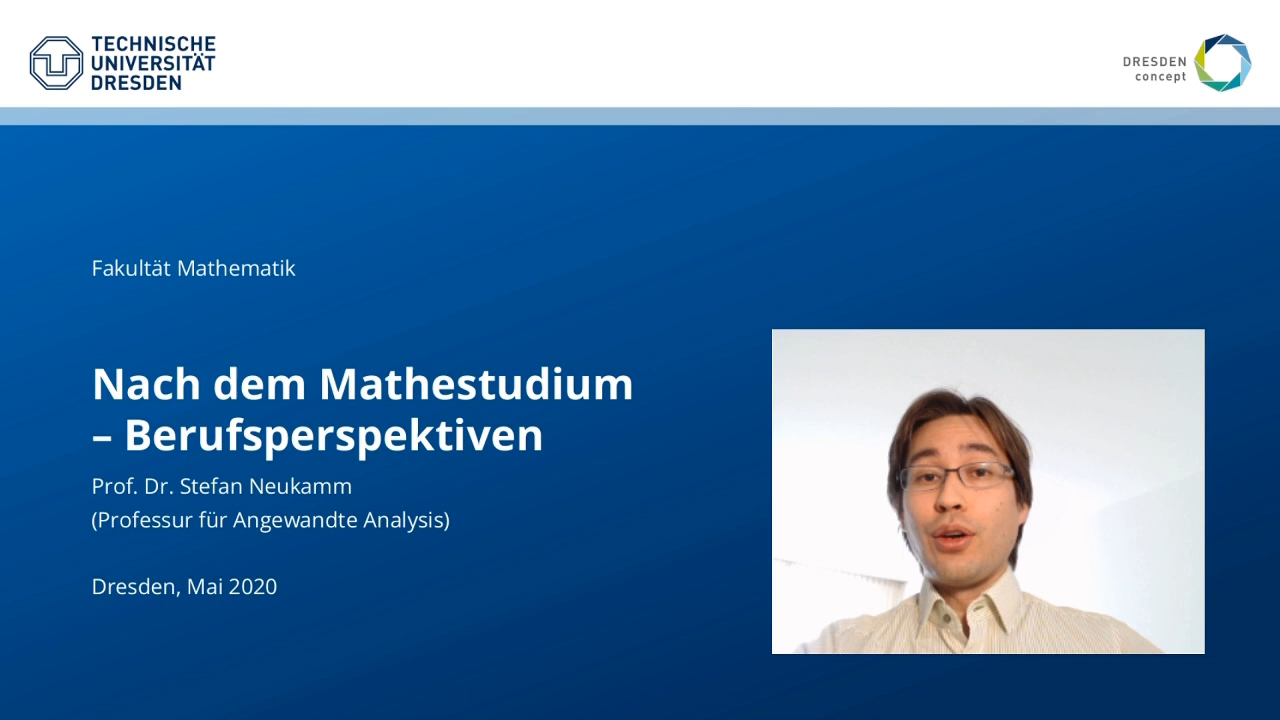 TECHNISCHE
UNIVERSITÄT
DRESDEN
DRESDEN
concept
Fakultät Mathematik
Nach dem Mathestudium
– Berufsperspektiven
Prof. Dr. Stefan Neukamm
(Professur für Angewandte Analysis)
Dresden, Mai 2020